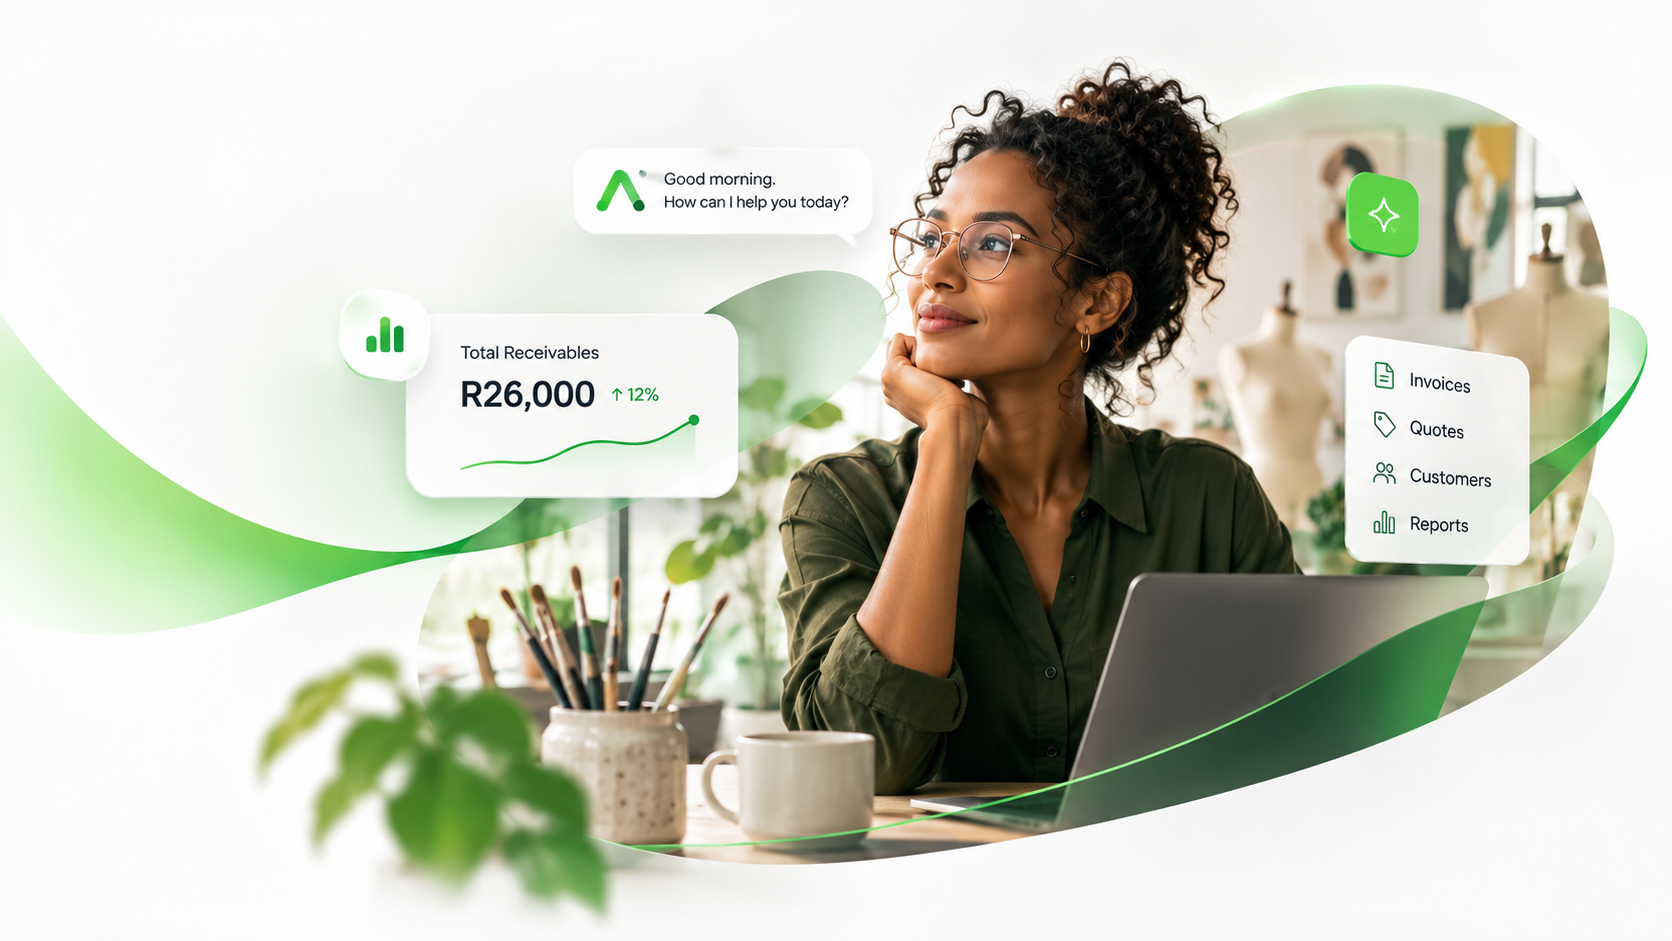 Good morning.
How can I help you today?
Total Receivables
R26,000 ↑ 12%
Invoices
Quotes
Customers
Reports